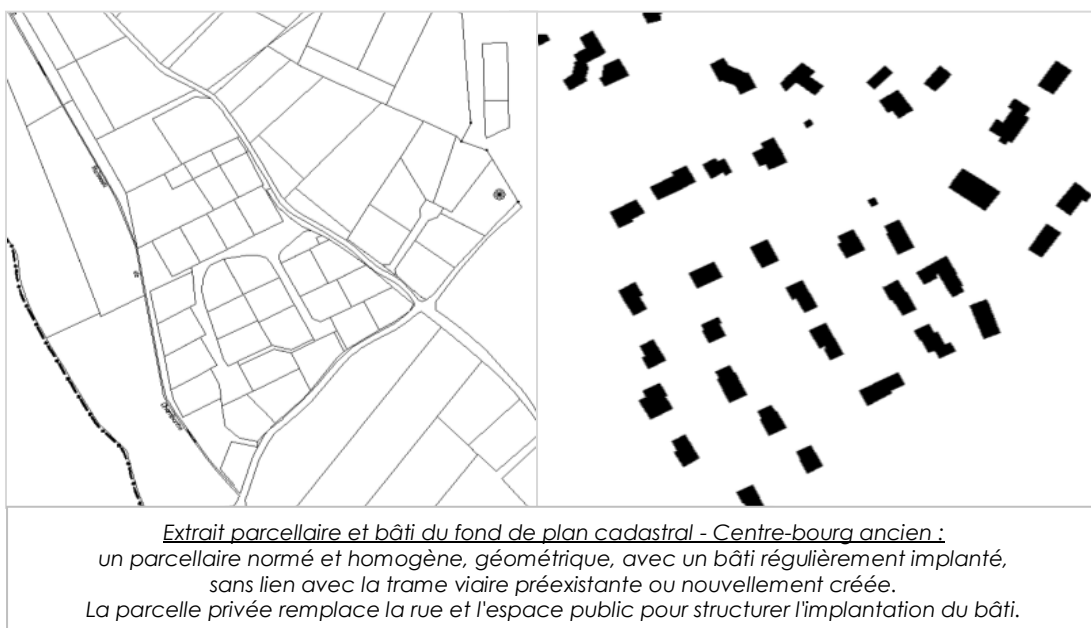 Extrait parcellaire et bâti du fond de plan cadastral - Centre-bourg ancien :
un parcellaire normé et homogène, géométrique, avec un bâti régulièrement implanté,
sans lien avec la trame viaire préexistante ou nouvellement créée.
La parcelle privée remplace la rue et l'espace public pour structurer l'implantation du bâti.